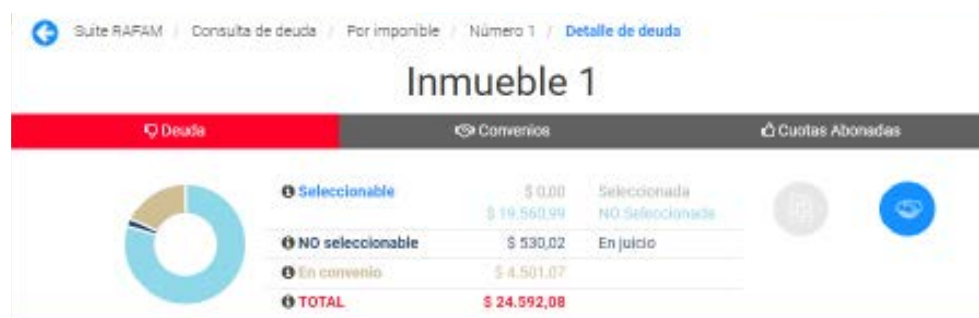 Suite RAFAM / Consulta de deuda / Por imponible / Número 1 / Detalle de deuda
Inmueble 1
Deuda Convenios Cuotas Abonadas
Seleccionable $ 0,00 Seleccionada
$ 19.560,99 NO Seleccionada
NO seleccionable $ 530,02 En juicio
En convenio $ 4.501,07
TOTAL $ 24.592,08